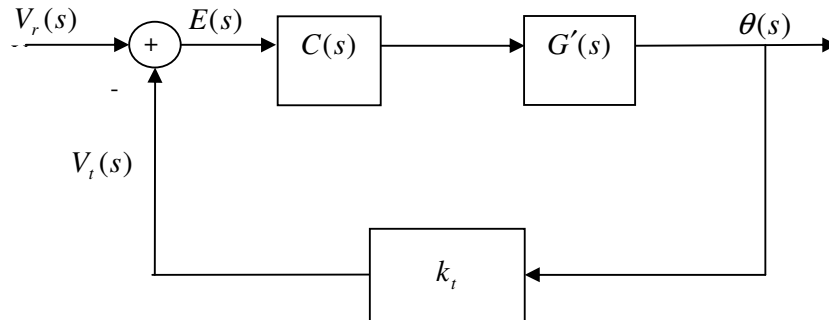 V_r(s)
+
E(s)
C(s)
G′(s)
θ(s)
-
V_t(s)
k_t